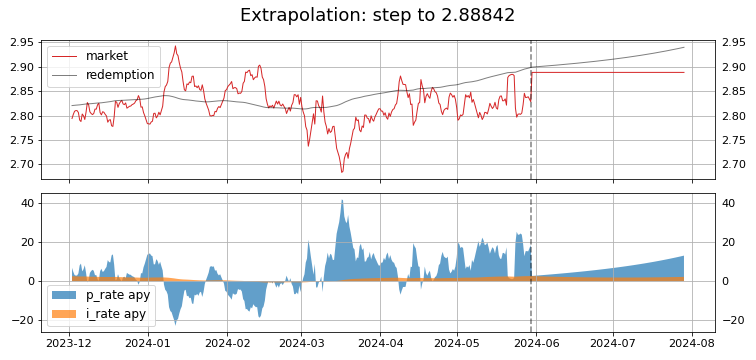 Extrapolation: step to 2.88842
2.95 2.95
market
2.90 redemption 2.90
2.85 2.85
2.80 2.80
2.75 2.75
2.70 2.70
40 40
20 20
0 0
p_rate apy
i_rate apy
−20 −20
2023-12 2024-01 2024-02 2024-03 2024-04 2024-05 2024-06 2024-07 2024-08